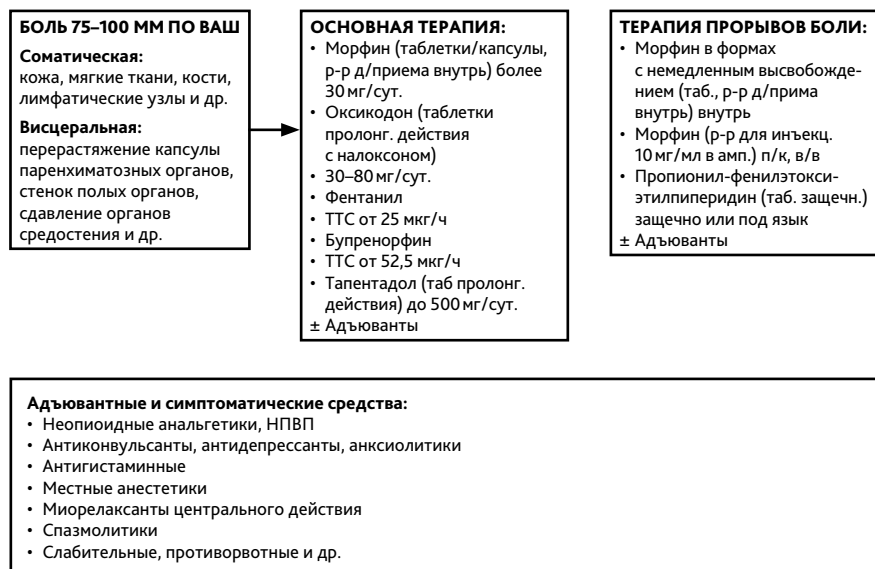 БОЛЬ 75–100 ММ ПО ВАШ
Соматическая:
кожа, мягкие ткани, кости,
лимфатические узлы и др.
Висцеральная:
перерастяжение капсулы
паренхиматозных органов,
стенок полых органов,
сдавление органов
средостения и др.
ОСНОВНАЯ ТЕРАПИЯ:
• Морфин (таблетки/капсулы,
р-р д/приема внутрь) более
30 мг/сут.
• Оксикодон (таблетки
пролонг. действия
с налоксоном)
• 30–80 мг/сут.
• Фентанил
• ТТС от 25 мкг/ч
• Бупренорфин
• ТТС от 52,5 мкг/ч
• Тапентадол (таб пролонг.
действия) до 500 мг/сут.
± Адъюванты
ТЕРАПИЯ ПРОРЫВОВ БОЛИ:
• Морфин в формах
с немедленным высвобожде-
нием (таб., р-р д/прима
внутрь) внутрь
• Морфин (р-р для инъекц.
10 мг/мл в амп.) п/к, в/в
• Пропионил-фенилэтокси-
этилпиперидин (таб. защечн.)
защечно или под язык
± Адъюванты
Адъювантные и симптоматические средства:
• Неопиоидные анальгетики, НПВП
• Антиконвульсанты, антидепрессанты, анксиолитики
• Антигистаминные
• Местные анестетики
• Миорелаксанты центрального действия
• Спазмолитики
• Слабительные, противорвотные и др.